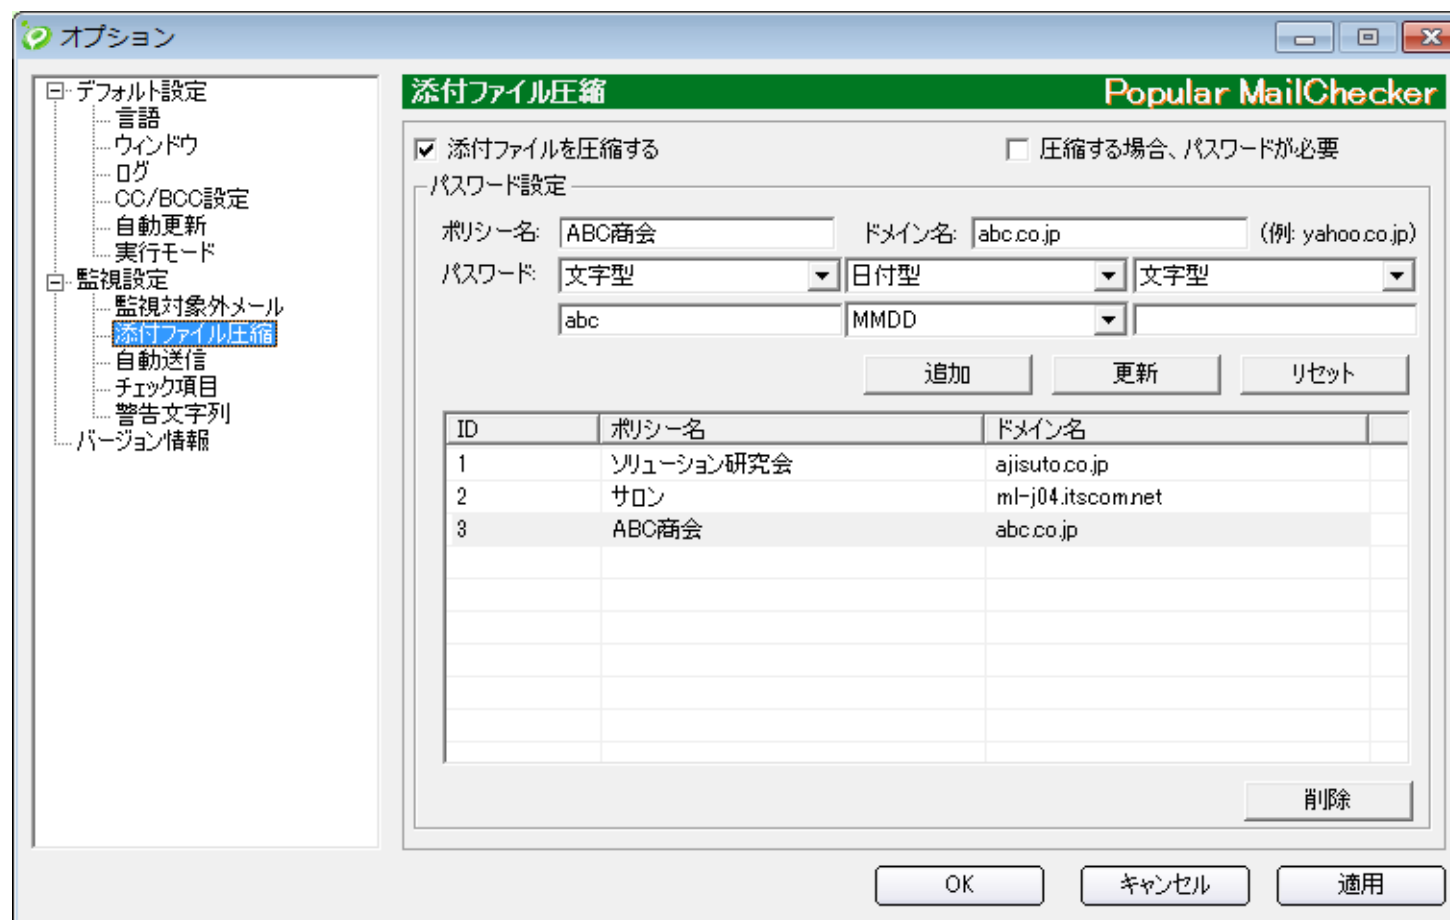 オプション
デフォルト設定
言語
ウィンドウ
ログ
CC/BCC設定
自動更新
実行モード
監視設定
監視対象外メール
添付ファイル圧縮
自動送信
チェック項目
警告文字列
バージョン情報
添付ファイル圧縮 Popular MailChecker
添付ファイルを圧縮する 圧縮する場合、パスワードが必要
パスワード設定
ポリシー名: ABC商会 ドメイン名: abc.co.jp (例: yahoo.co.jp)
パスワード: 文字型 日付型 文字型
abc MMDD
追加 更新 リセット
ID ポリシー名 ドメイン名
1 ソリューション研究会 ajisuto.co.jp
2 サロン ml-j04.itscom.net
3 ABC商会 abc.co.jp
削除
OK キャンセル 適用